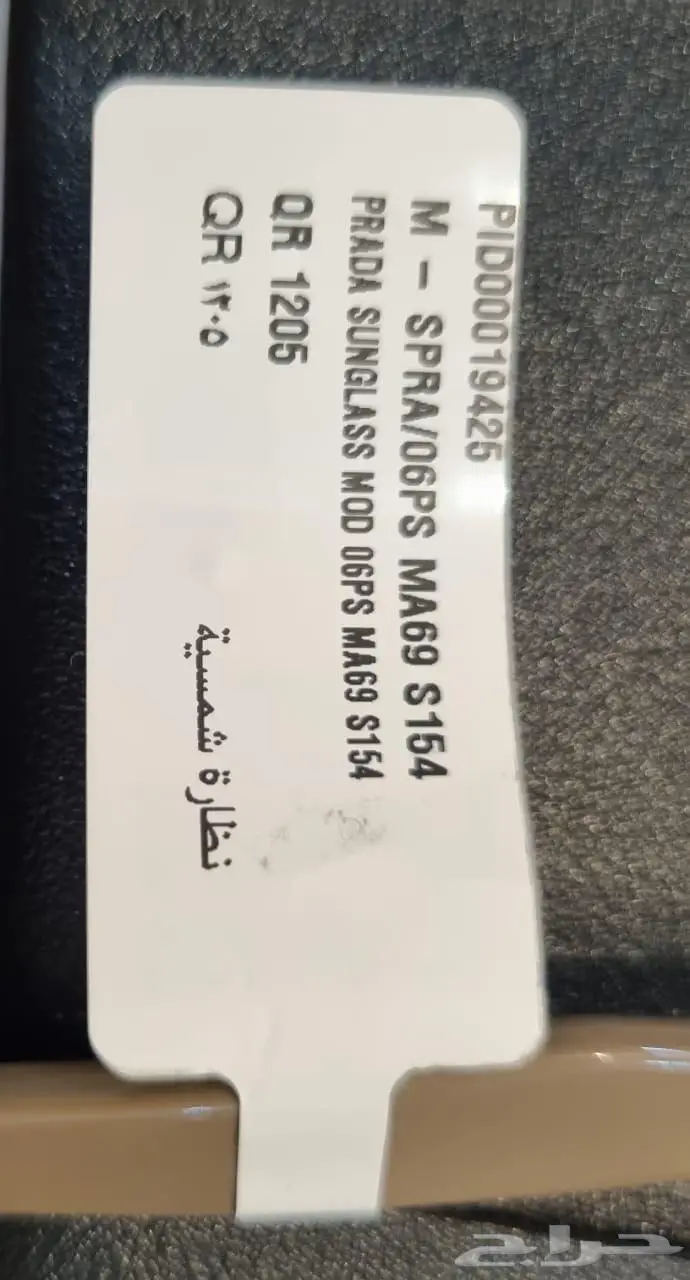 PID00019425
M - SPRA/06PS MA69 S154
PRADA SUNGLASS MOD 06PS MA69 S154
QR 1205
QR ١٢٠٥ نظارة شمسية
حراج